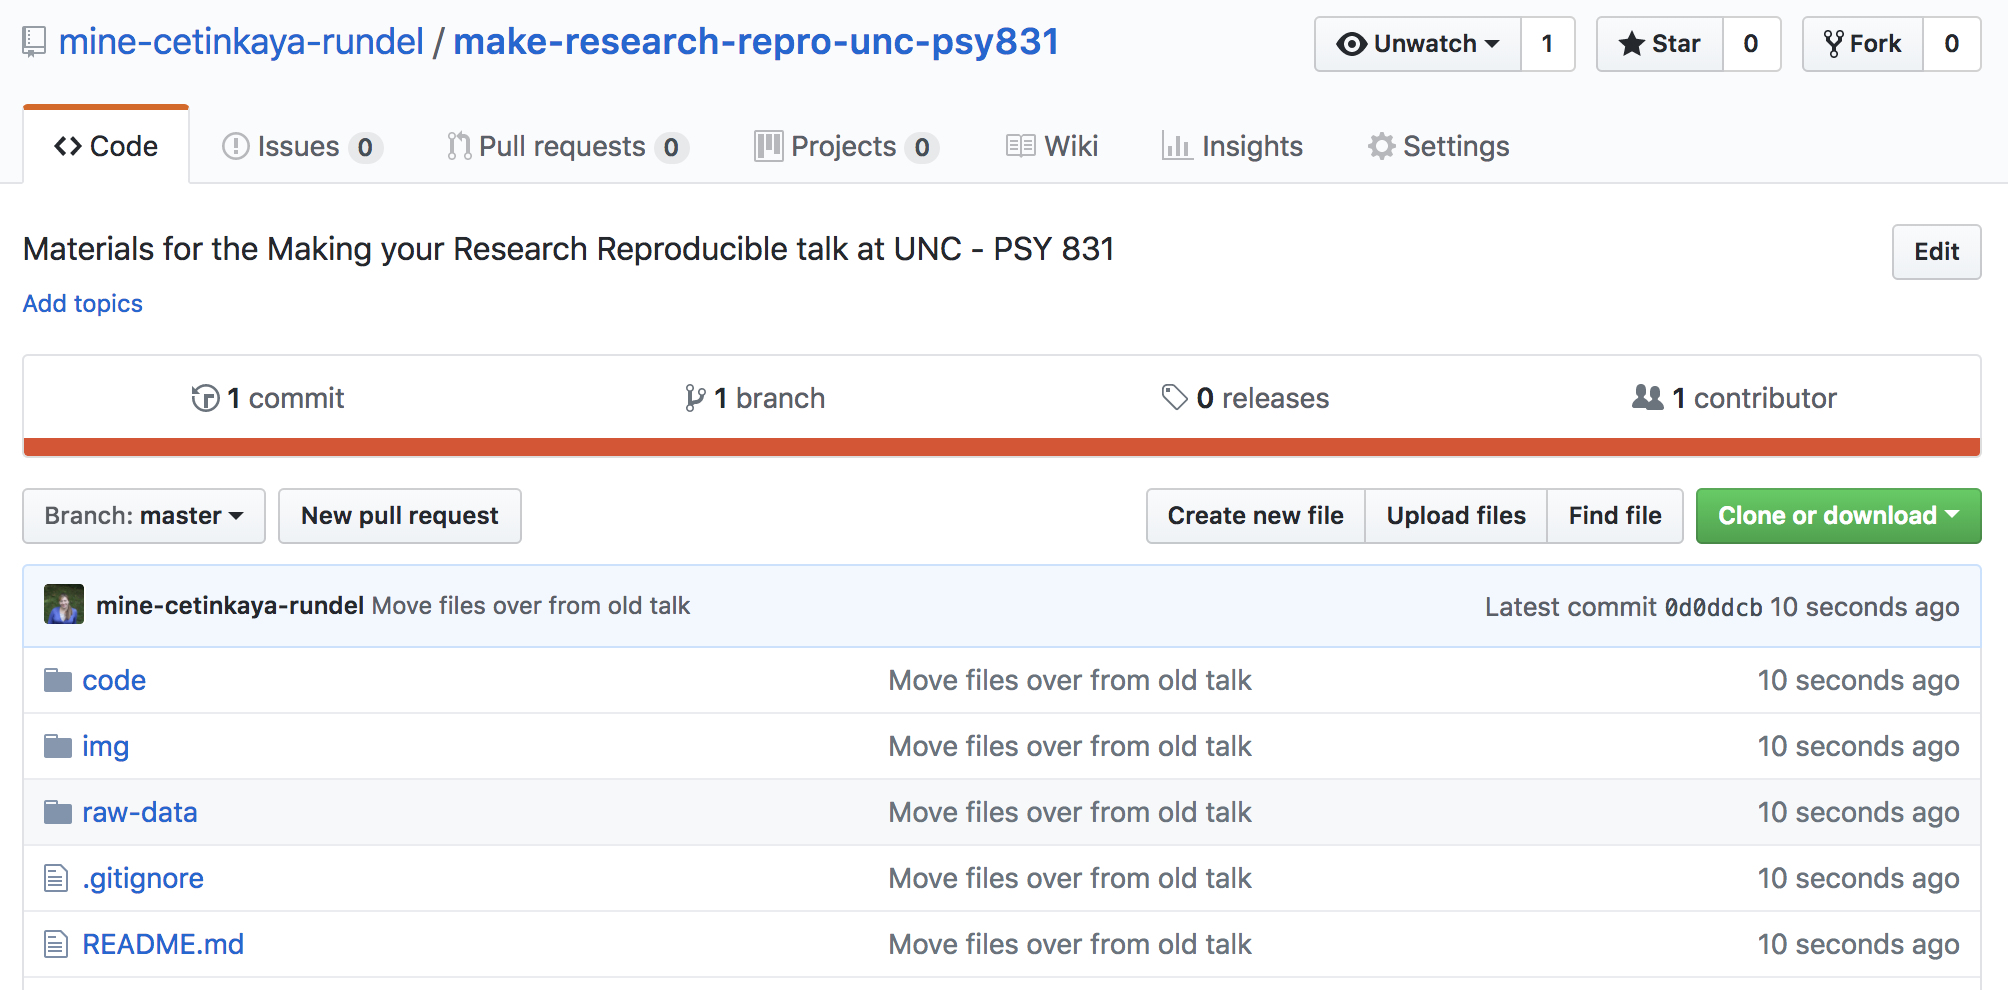 mine-cetinkaya-rundel / make-research-repro-unc-psy831 Unwatch 1 Star 0 Fork 0
Code Issues 0 Pull requests 0 Projects 0 Wiki Insights Settings
Materials for the Making your Research Reproducible talk at UNC - PSY 831 Edit
Add topics
1 commit 1 branch 0 releases 1 contributor
Branch: master New pull request Create new file Upload files Find file Clone or download
mine-cetinkaya-rundel Move files over from old talk Latest commit 0d0ddcb 10 seconds ago
code Move files over from old talk 10 seconds ago
img Move files over from old talk 10 seconds ago
raw-data Move files over from old talk 10 seconds ago
.gitignore Move files over from old talk 10 seconds ago
README.md Move files over from old talk 10 seconds ago